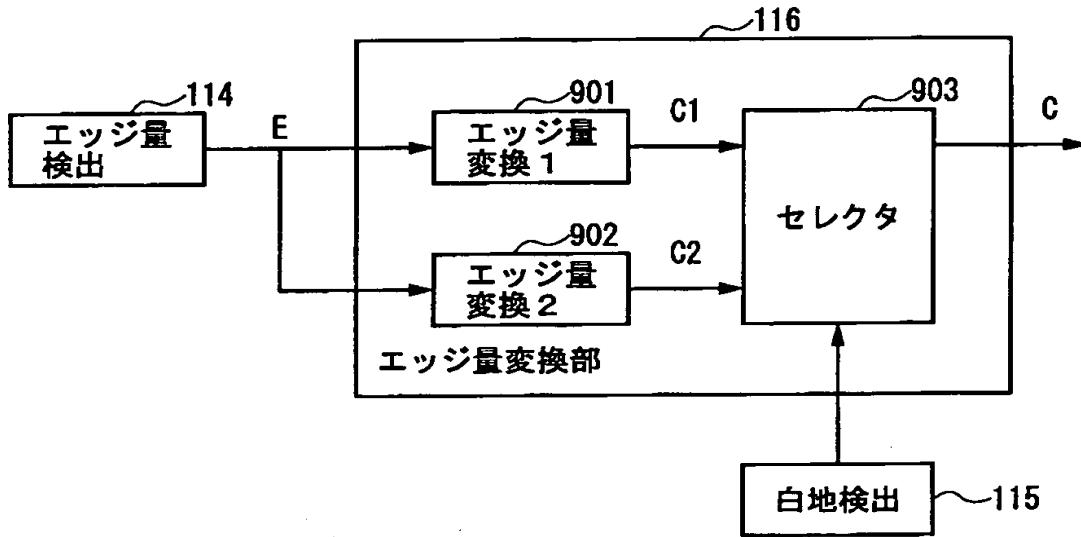 116
114
901
903
エッジ量
検出
E
エッジ量
変換1
C1
C
セレクタ
902
エッジ量
変換2
C2
エッジ量変換部
白地検出
115